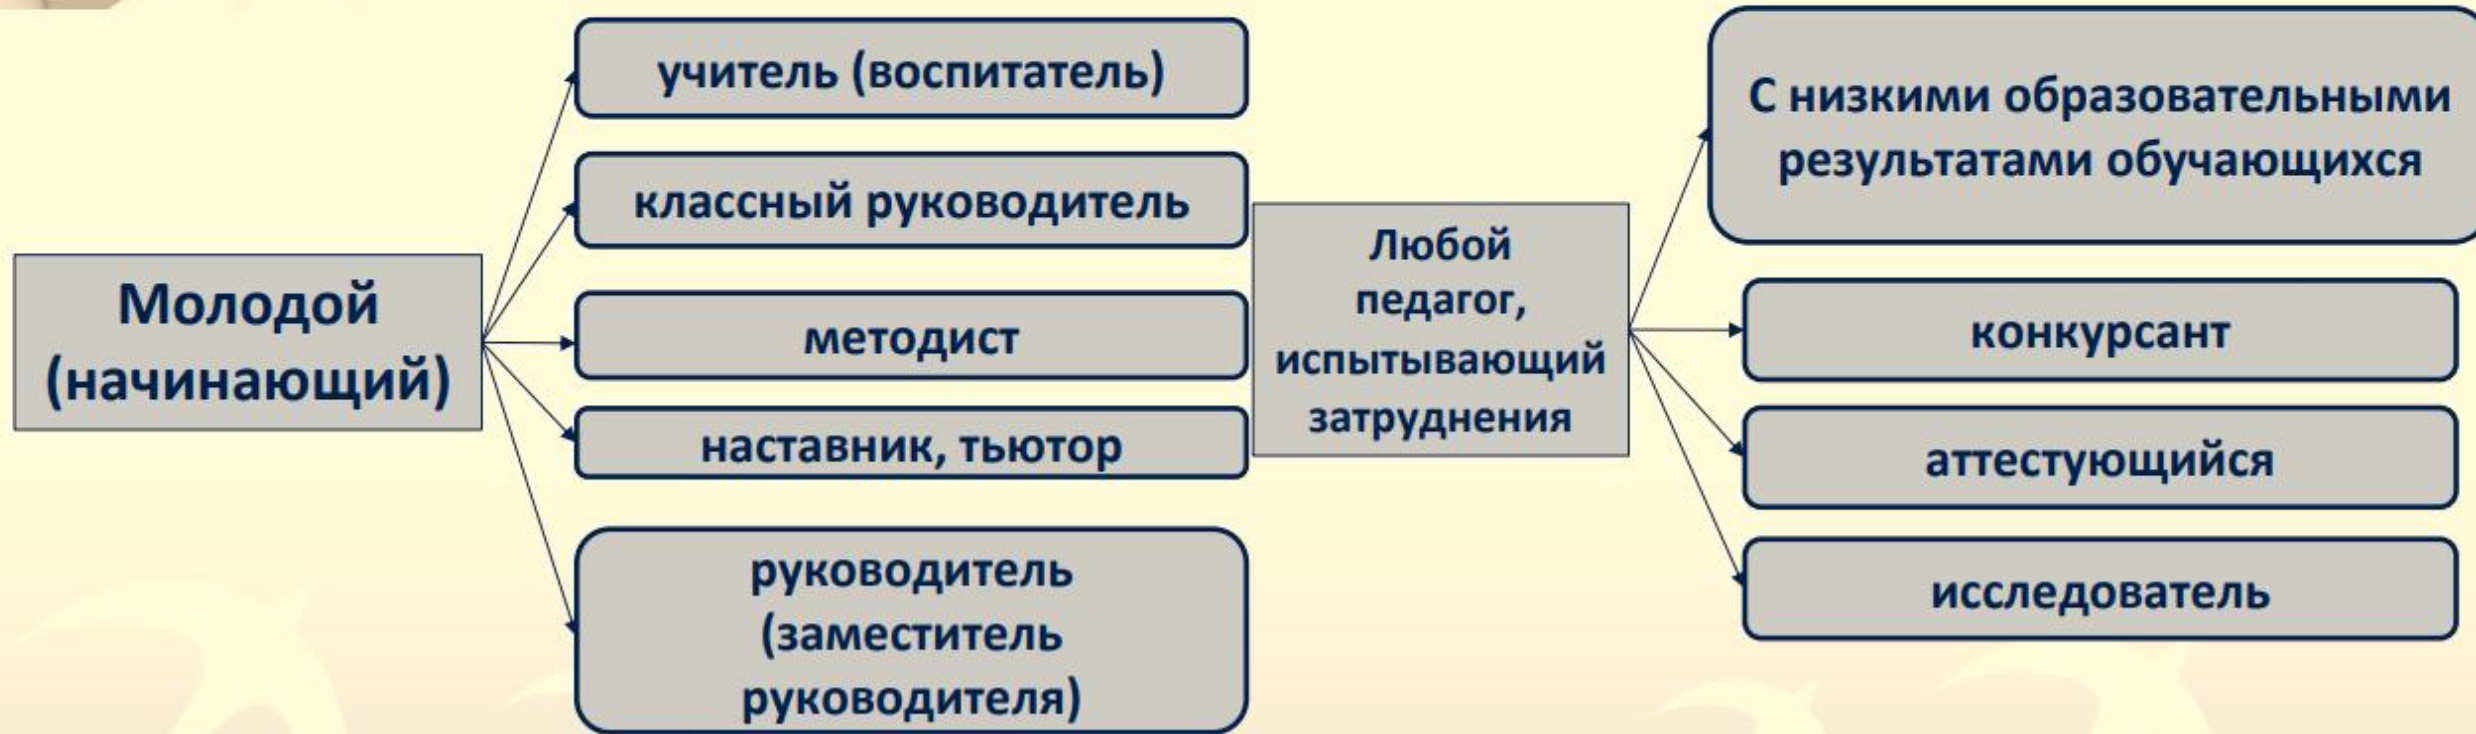 Молодой
(начинающий)
учитель (воспитатель)
классный руководитель
методист
наставник, тьютор
руководитель
(заместитель
руководителя)
Любой
педагог,
испытывающий
затруднения
С низкими образовательными
результатами обучающихся
конкурсант
аттестующийся
исследователь